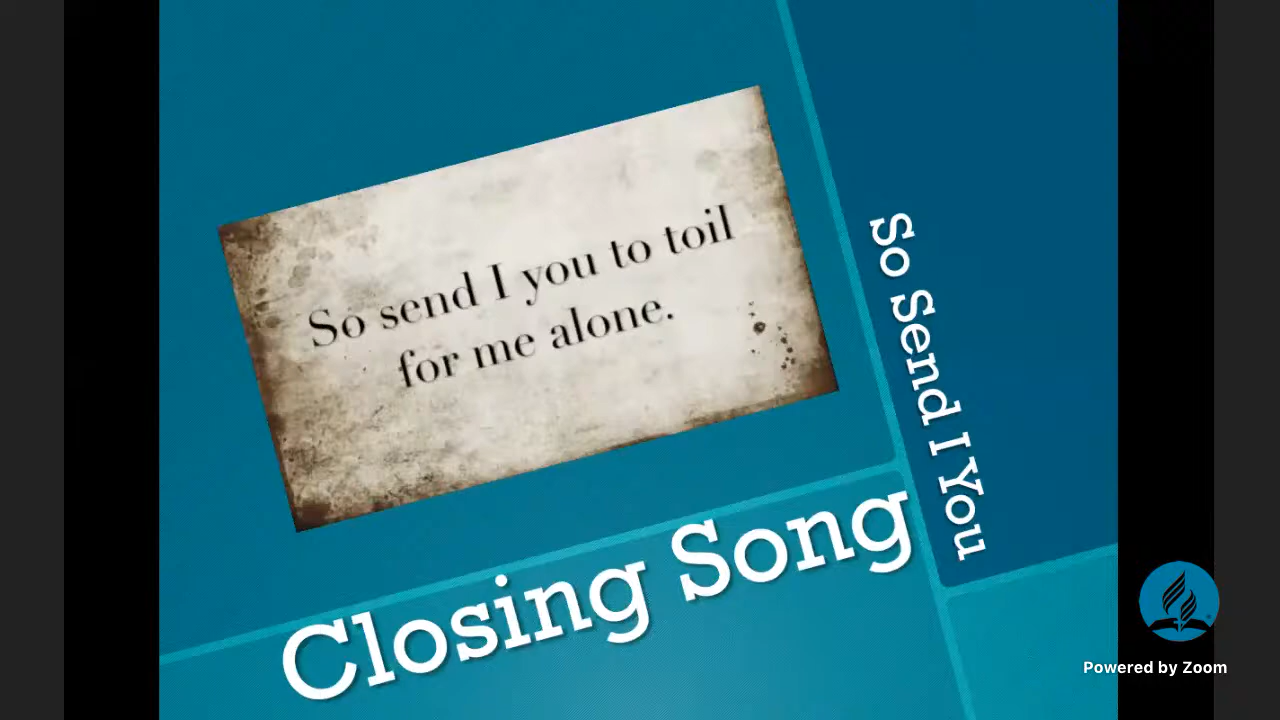 So send I you to toil
for me alone.
So Send I You
Closing Song
Powered by Zoom